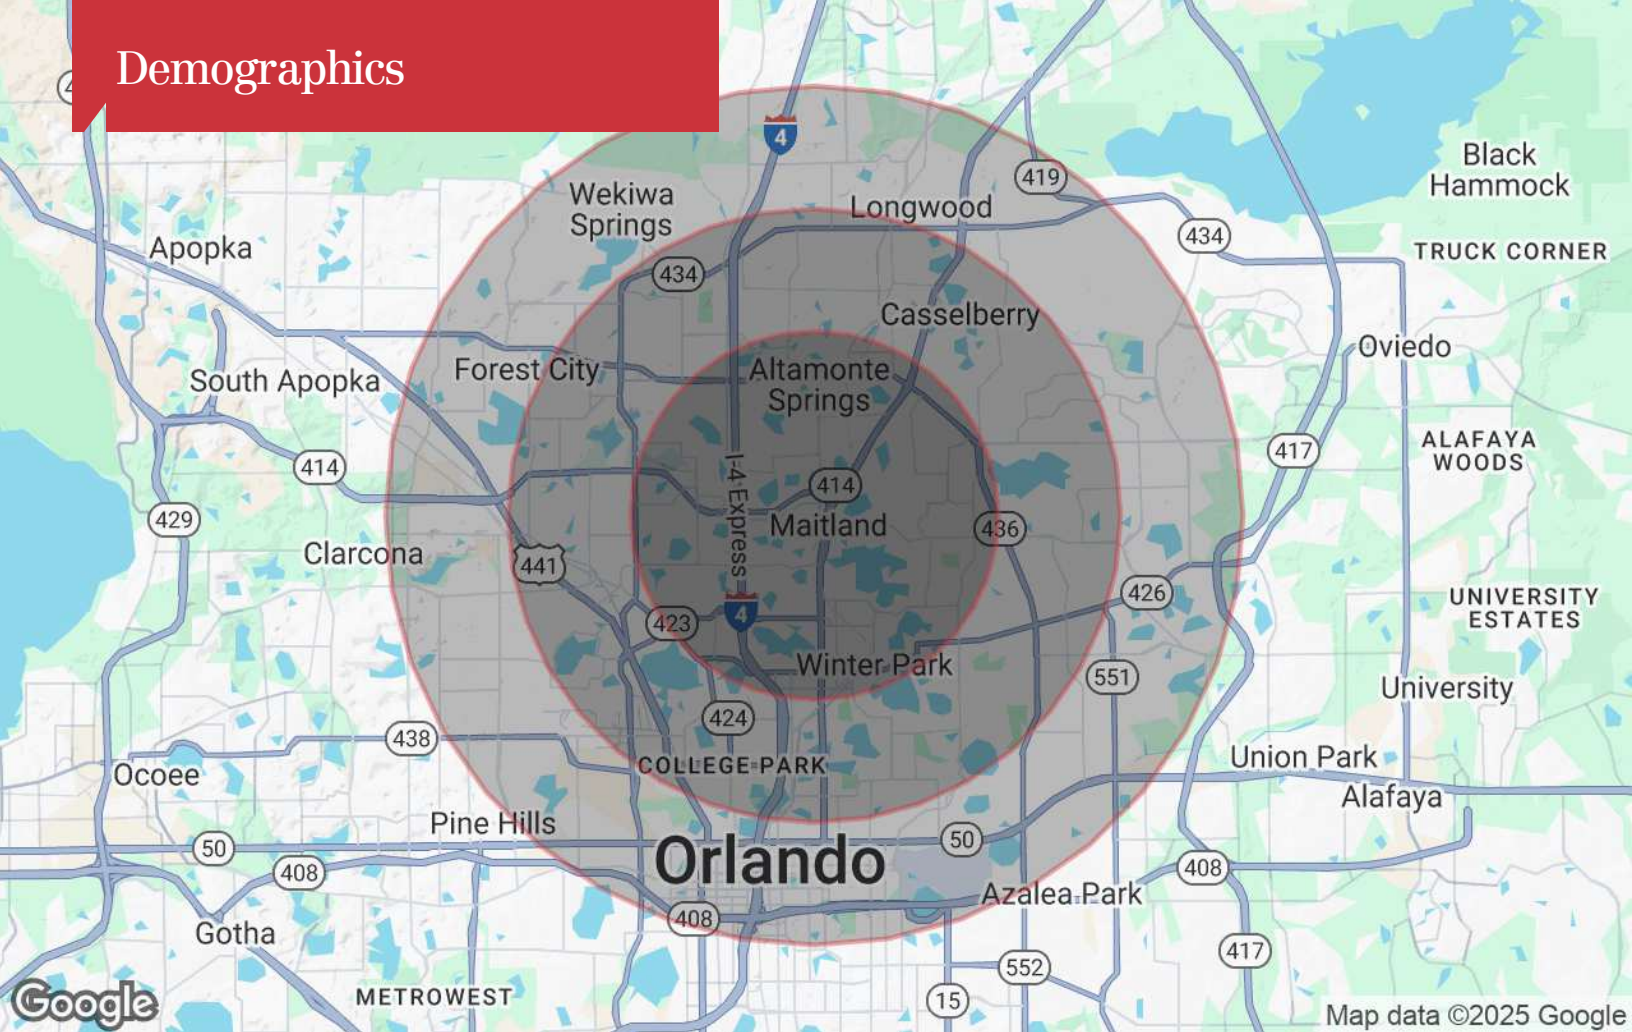 Demographics
4
419
Black
Hammock
Wekiwa
Springs
Longwood
434
Apopka
TRUCK CORNER
434
Casselberry
Oviedo
Forest City
Altamonte
Springs
South Apopka
ALAFAYA
WOODS
417
414
I-4 Express
414
429
Maitland
436
Clarcona
441
426
UNIVERSITY
ESTATES
4
423
Winter Park
551
University
424
438
COLLEGE PARK
Union Park
Ocoee
Alafaya
Pine Hills
50
Orlando
50
408
408
Azalea Park
408
Gotha
417
552
METROWEST
15
Google
Map data ©2025 Google